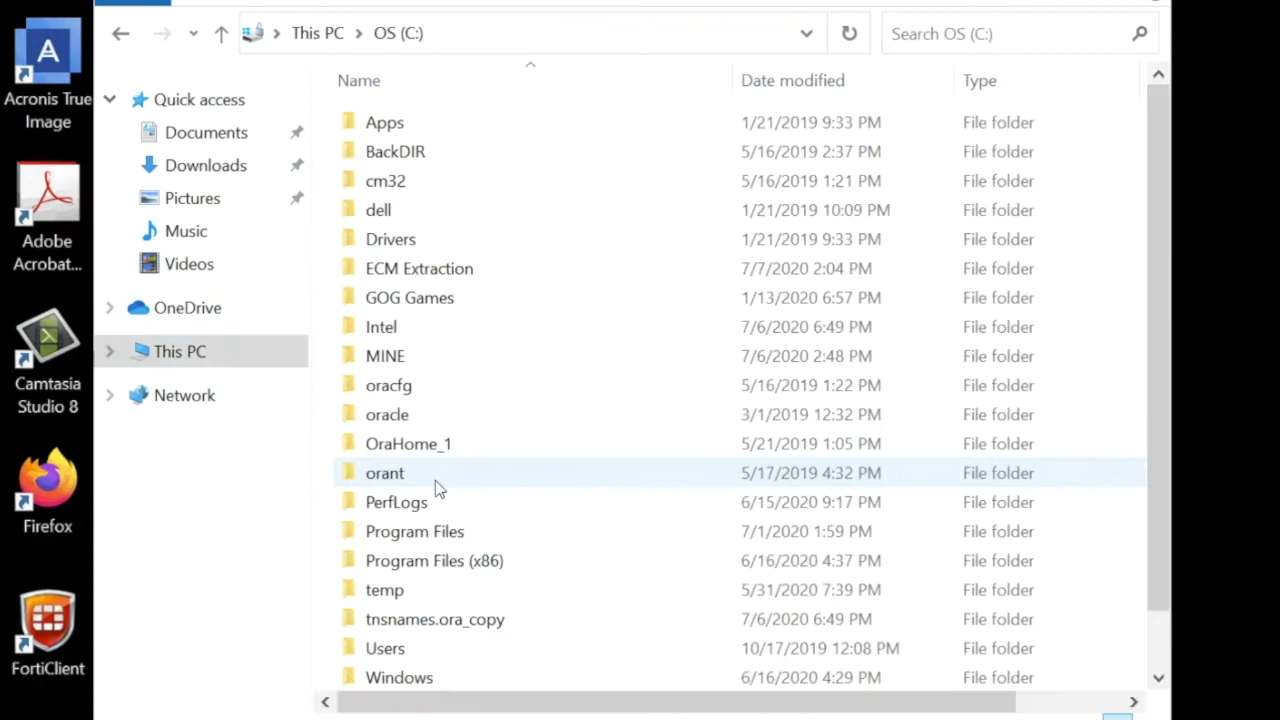 This PC
OS (C:)
Search OS (C:)
Acronis True
Image
Adobe
Acrobat...
Camtasia
Studio 8
Firefox
FortiClient
Quick access
Documents
Downloads
Pictures
Music
Videos
OneDrive
This PC
Network
Name Date modified Type
Apps 1/21/2019 9:33 PM File folder
BackDIR 5/16/2019 2:37 PM File folder
cm32 5/16/2019 1:21 PM File folder
dell 1/21/2019 10:09 PM File folder
Drivers 1/21/2019 9:33 PM File folder
ECM Extraction 7/7/2020 2:04 PM File folder
GOG Games 1/13/2020 6:57 PM File folder
Intel 7/6/2020 6:49 PM File folder
MINE 7/6/2020 2:48 PM File folder
oracfg 5/16/2019 1:22 PM File folder
oracle 3/1/2019 12:32 PM File folder
OraHome_1 5/21/2019 1:05 PM File folder
orant 5/17/2019 4:32 PM File folder
PerfLogs 6/15/2020 9:17 PM File folder
Program Files 7/1/2020 1:59 PM File folder
Program Files (x86) 6/16/2020 4:37 PM File folder
temp 5/31/2020 7:39 PM File folder
tnsnames.ora_copy 7/6/2020 6:49 PM File folder
Users 10/17/2019 12:08 PM File folder
Windows 6/16/2020 4:29 PM File folder